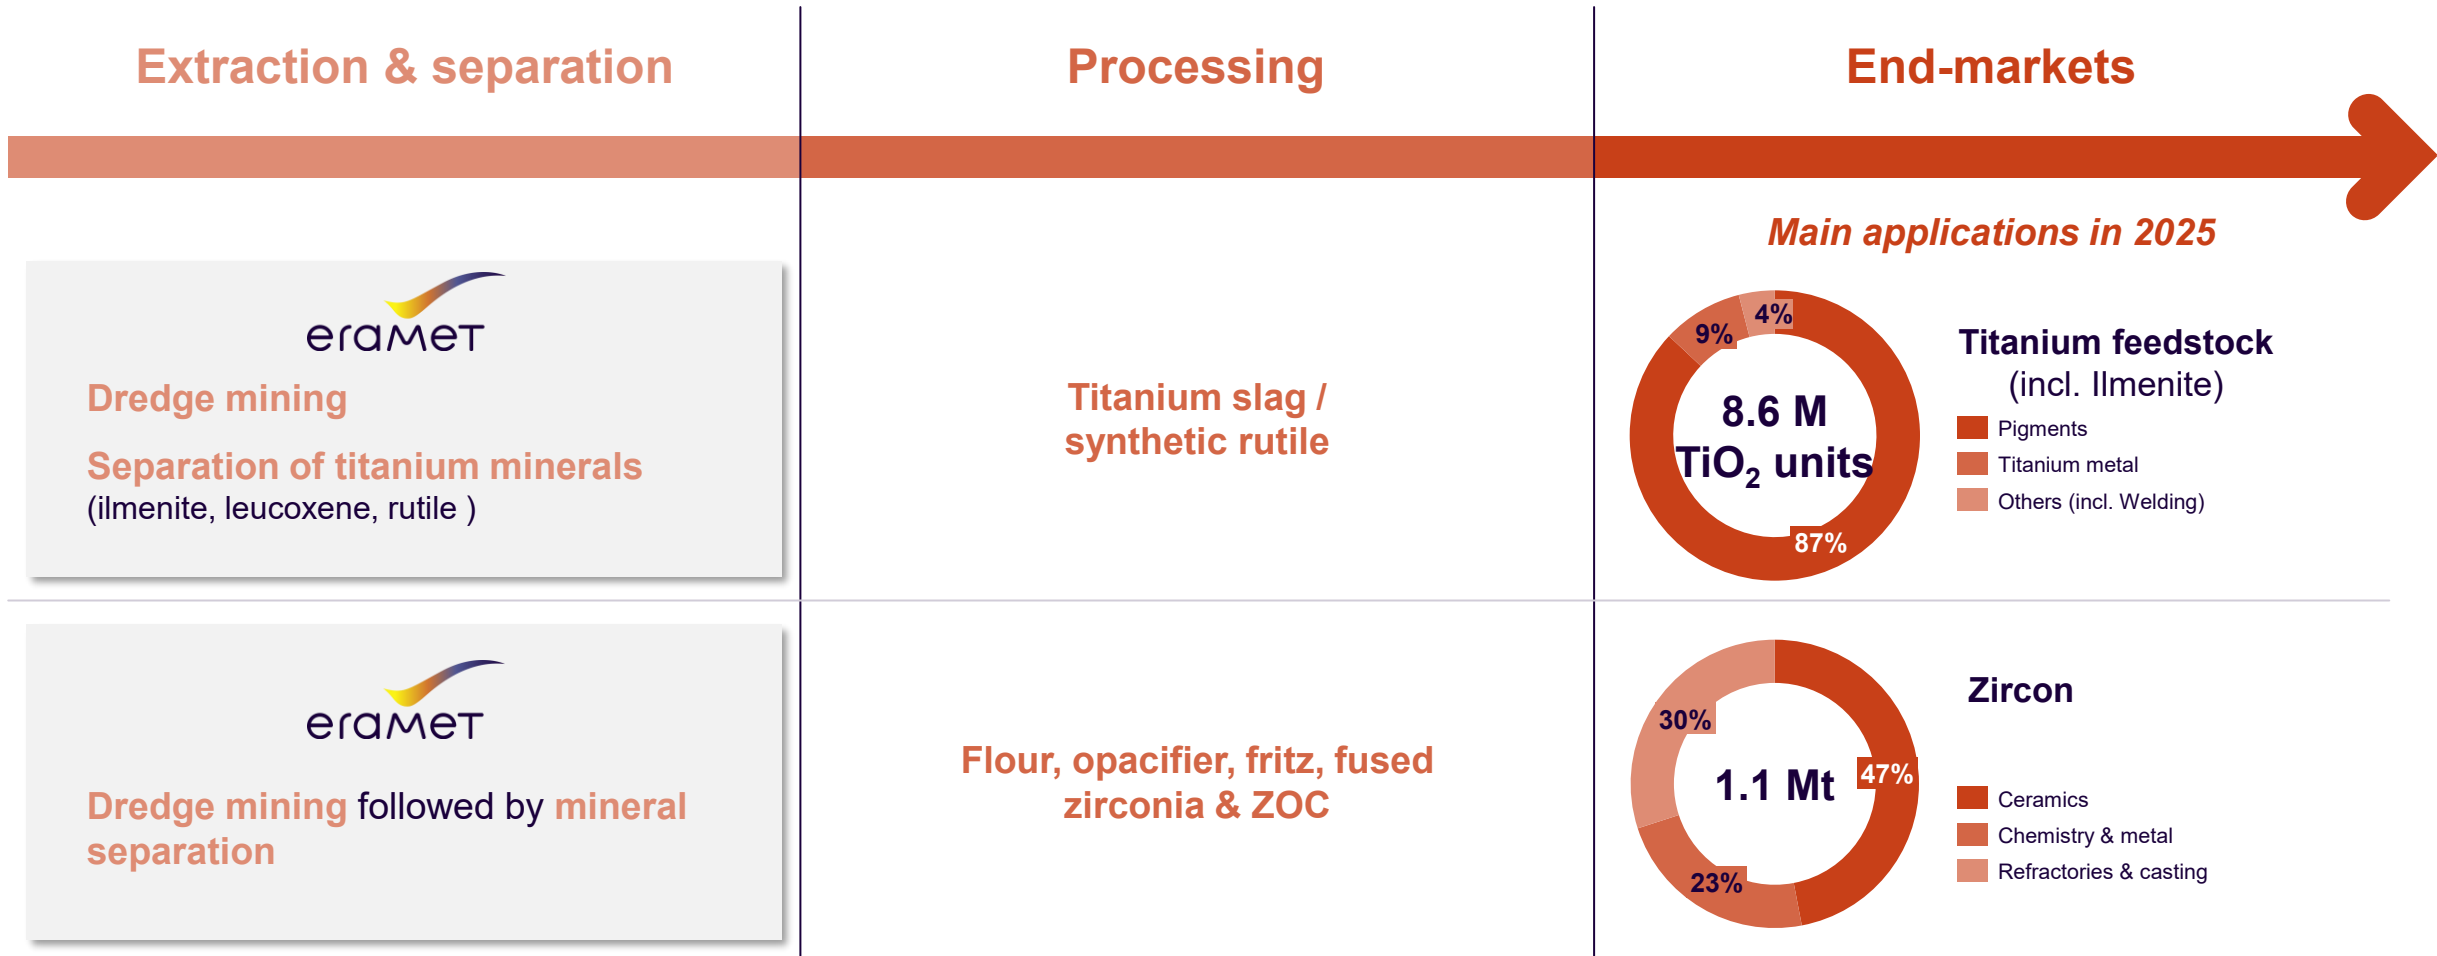 Extraction & separation
Processing
End-markets
Main applications in 2025
eramet
Dredge mining
Separation of titanium minerals
(ilmenite, leucoxene, rutile )
Titanium slag /
synthetic rutile
4%
9%
8.6 M
TiO₂ units
87%
Titanium feedstock
(incl. Ilmenite)
Pigments
Titanium metal
Others (incl. Welding)
eramet
Dredge mining followed by mineral
separation
Flour, opacifier, fritz, fused
zirconia & ZOC
30%
1.1 Mt
47%
23%
Zircon
Ceramics
Chemistry & metal
Refractories & casting